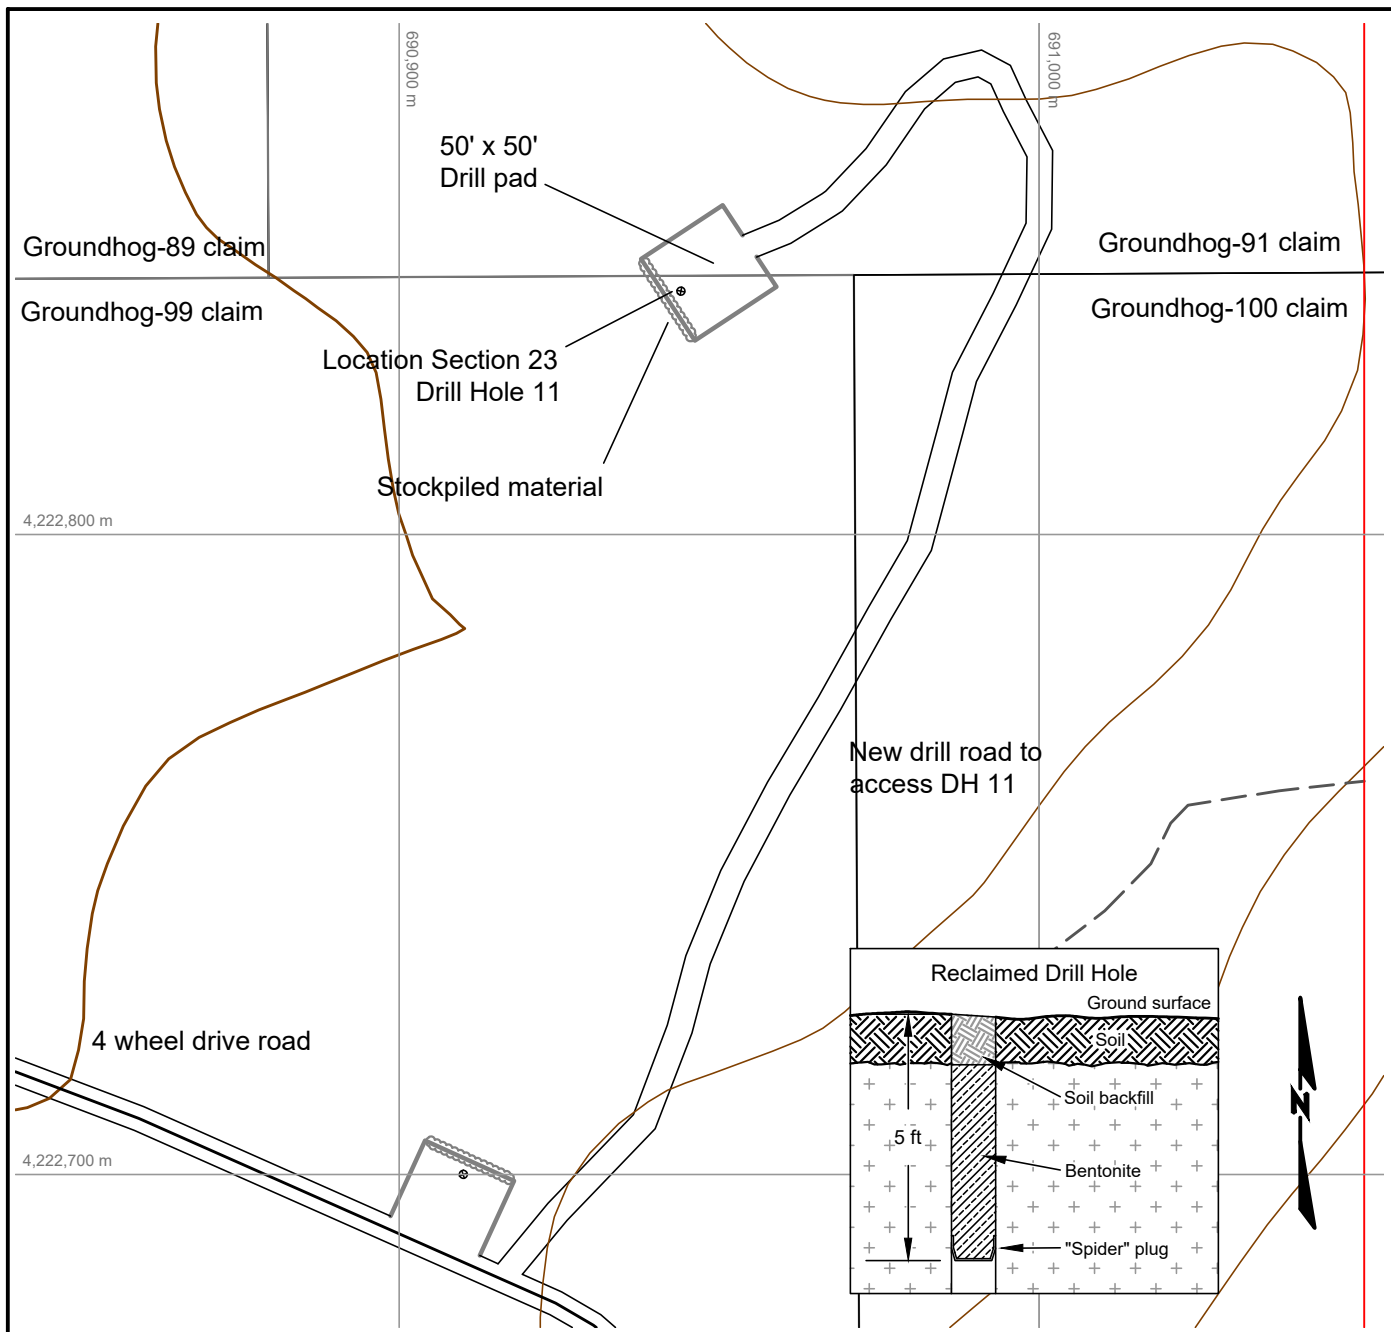 690,900 m
691,000 m
50' x 50'
Drill pad
Groundhog-89 claim
Groundhog-91 claim
Groundhog-99 claim
Groundhog-100 claim
Location Section 23
Drill Hole 11
Stockpiled material
4,222,800 m
New drill road to
access DH 11
Reclaimed Drill Hole
Ground surface
Soil
4 wheel drive road
Soil backfill
5 ft
N
4,222,700 m
Bentonite
"Spider" plug